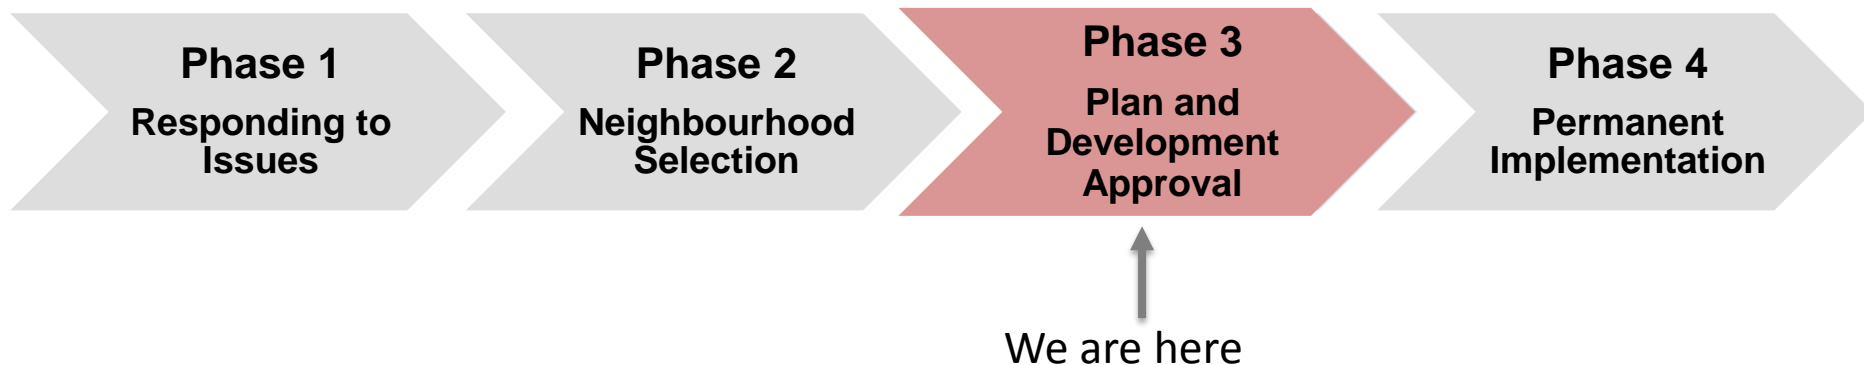 Phase 1
Responding to
Issues
Phase 2
Neighbourhood
Selection
Phase 3
Plan and
Development
Approval
Phase 4
Permanent
Implementation
We are here